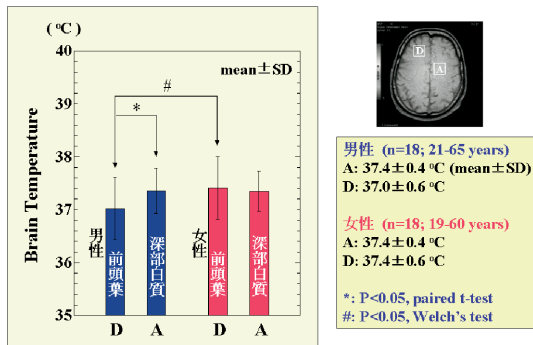 (℃)
40
39
38
37
36
35
Brain Temperature
mean±SD
#
*
男性
前頭葉
深部白質
女性
前頭葉
深部白質
D A D A
D
A
男性 (n=18; 21-65 years)
A: 37.4±0.4 ℃ (mean±SD)
D: 37.0±0.6 ℃
女性 (n=18; 19-60 years)
A: 37.4±0.4 ℃
D: 37.4±0.6 ℃
*: P<0.05, paired t-test
#: P<0.05, Welch's test